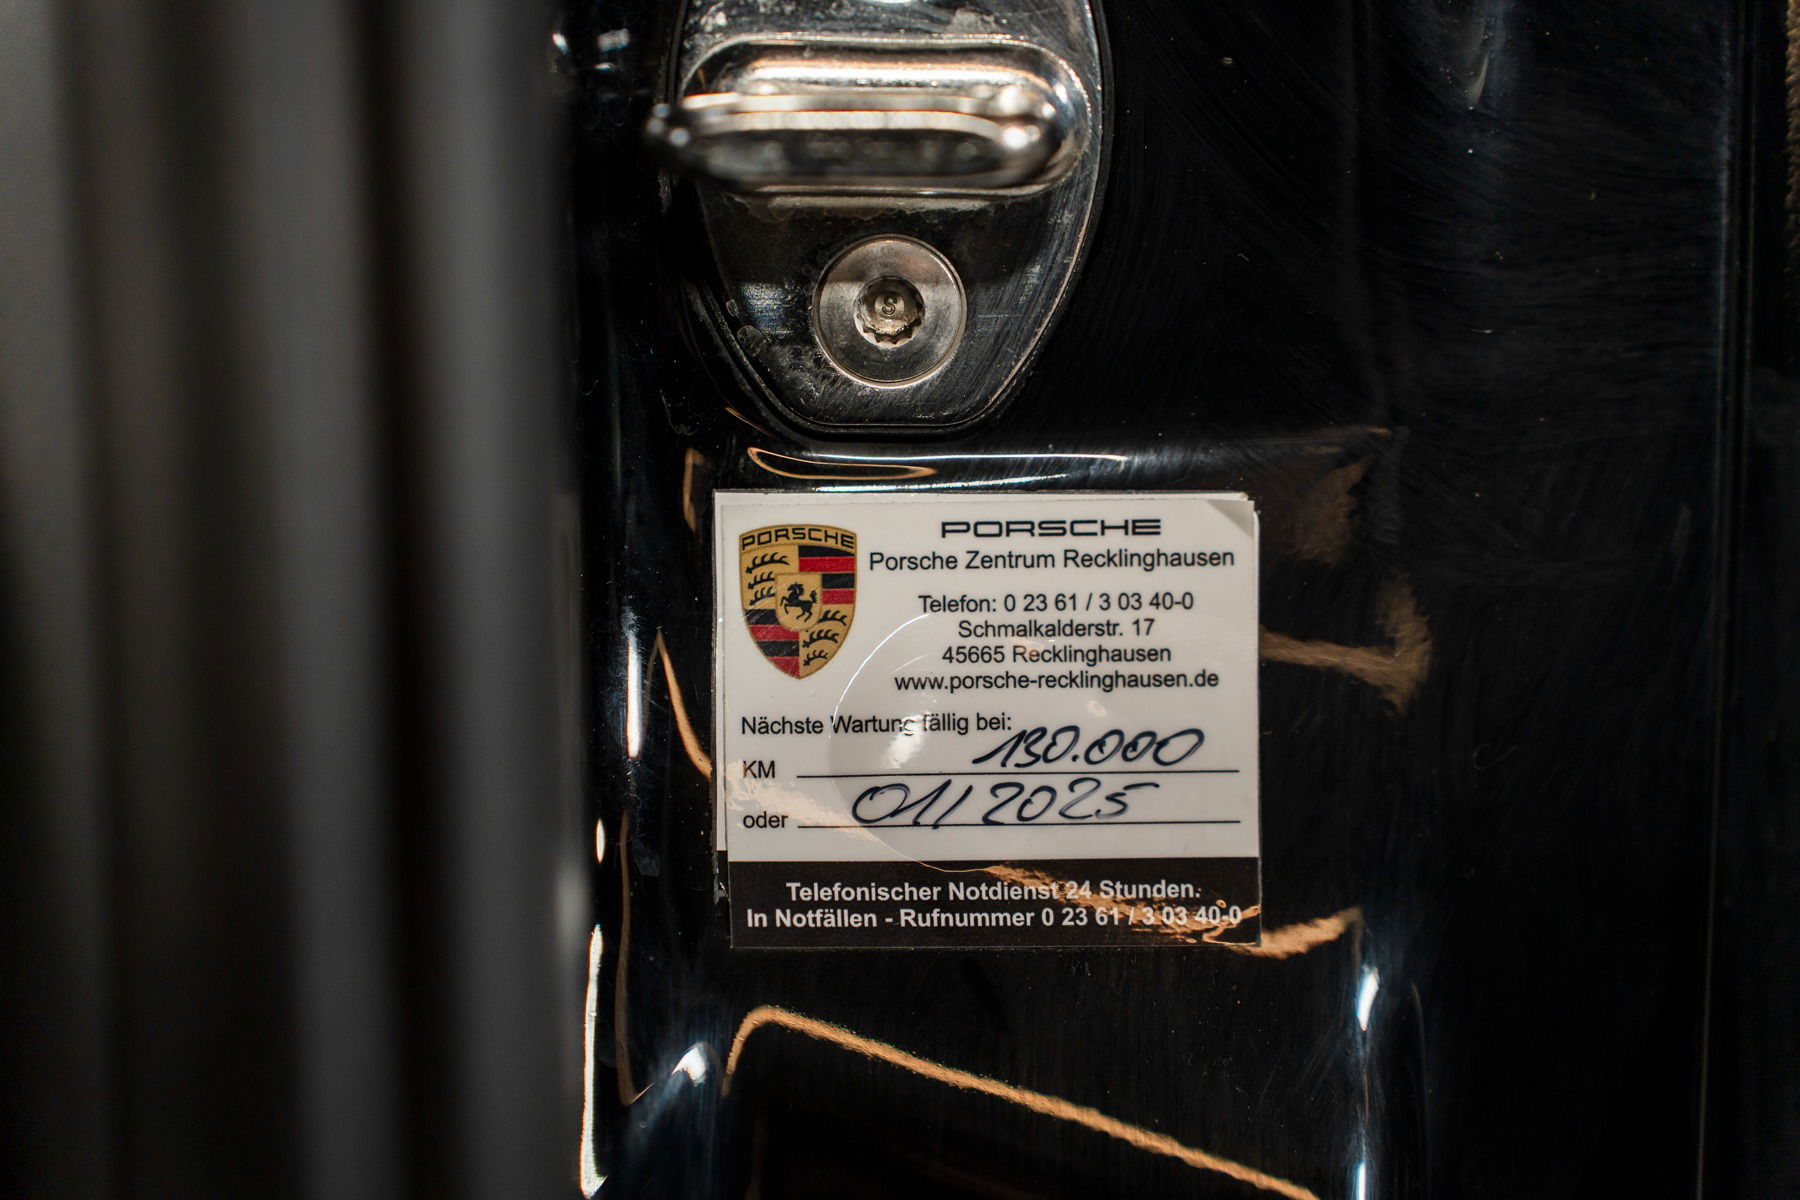 S
PORSCHE
PORSCHE
Porsche Zentrum Recklinghausen
Telefon: 0 23 61 / 3 03 40-0
Schmalkalderstr. 17
45665 Recklinghausen
www.porsche-recklinghausen.de
Nächste Wartung fällig bei:
KM 130.000
oder 01/2025
Telefonischer Notdienst 24 Stunden.
In Notfällen - Rufnummer 0 23 61 / 3 03 40-0